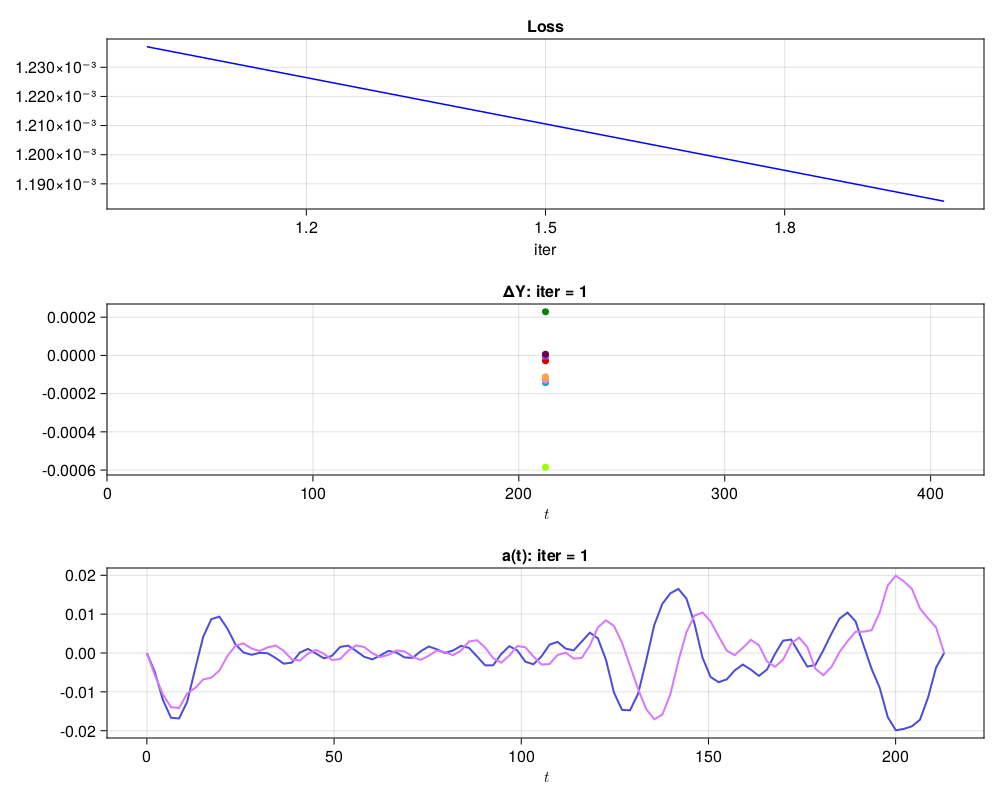 Loss
1.230×10⁻³
1.220×10⁻³
1.210×10⁻³
1.200×10⁻³
1.190×10⁻³
1.2 1.5 1.8
iter
ΔY: iter = 1
0.0002
0.0000
-0.0002
-0.0004
-0.0006
0 100 200 300 400
t
a(t): iter = 1
0.02
0.01
0.00
-0.01
-0.02
0 50 100 150 200
t